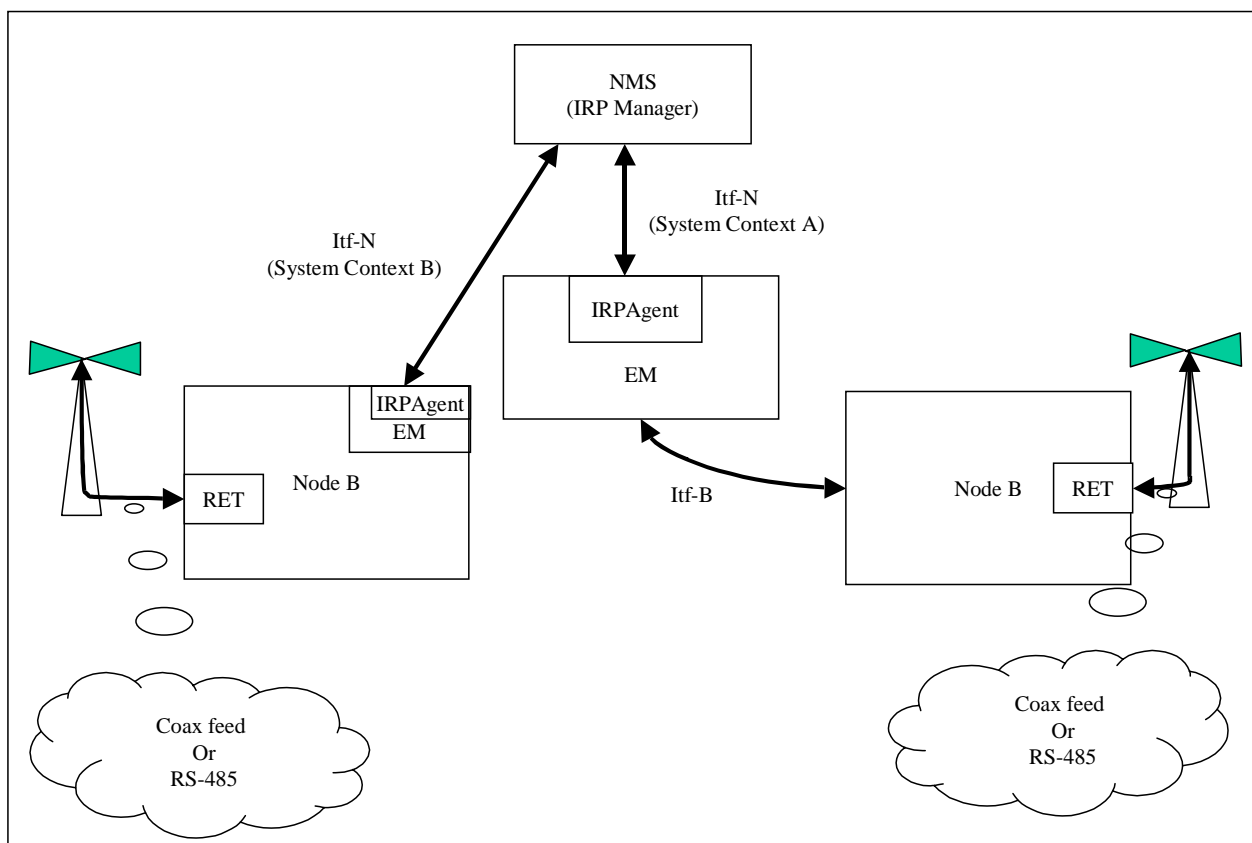 NMS
(IRP Manager)
Itf-N
(System Context B)
Itf-N
(System Context A)
IRPAgent
EM
IRPAgent
EM
Node B
RET
Itf-B
Node B
RET
Coax feed
Or
RS-485
Coax feed
Or
RS-485